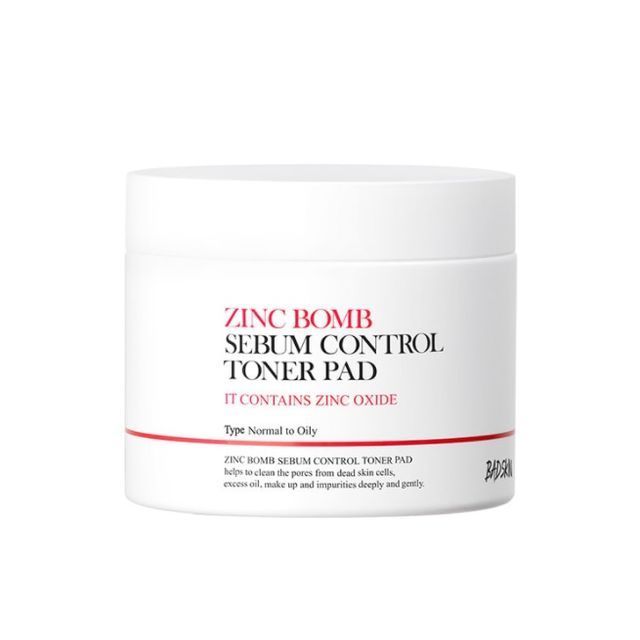 ZINC BOMB
SEBUM CONTROL
TONER PAD
IT CONTAINS ZINC OXIDE
Type Normal to Oily
ZINC BOMB SEBUM CONTROL TONER PAD
helps to clean the pores from dead skin cells,
excess oil, make up and impurities deeply and gently.
BADSKIN